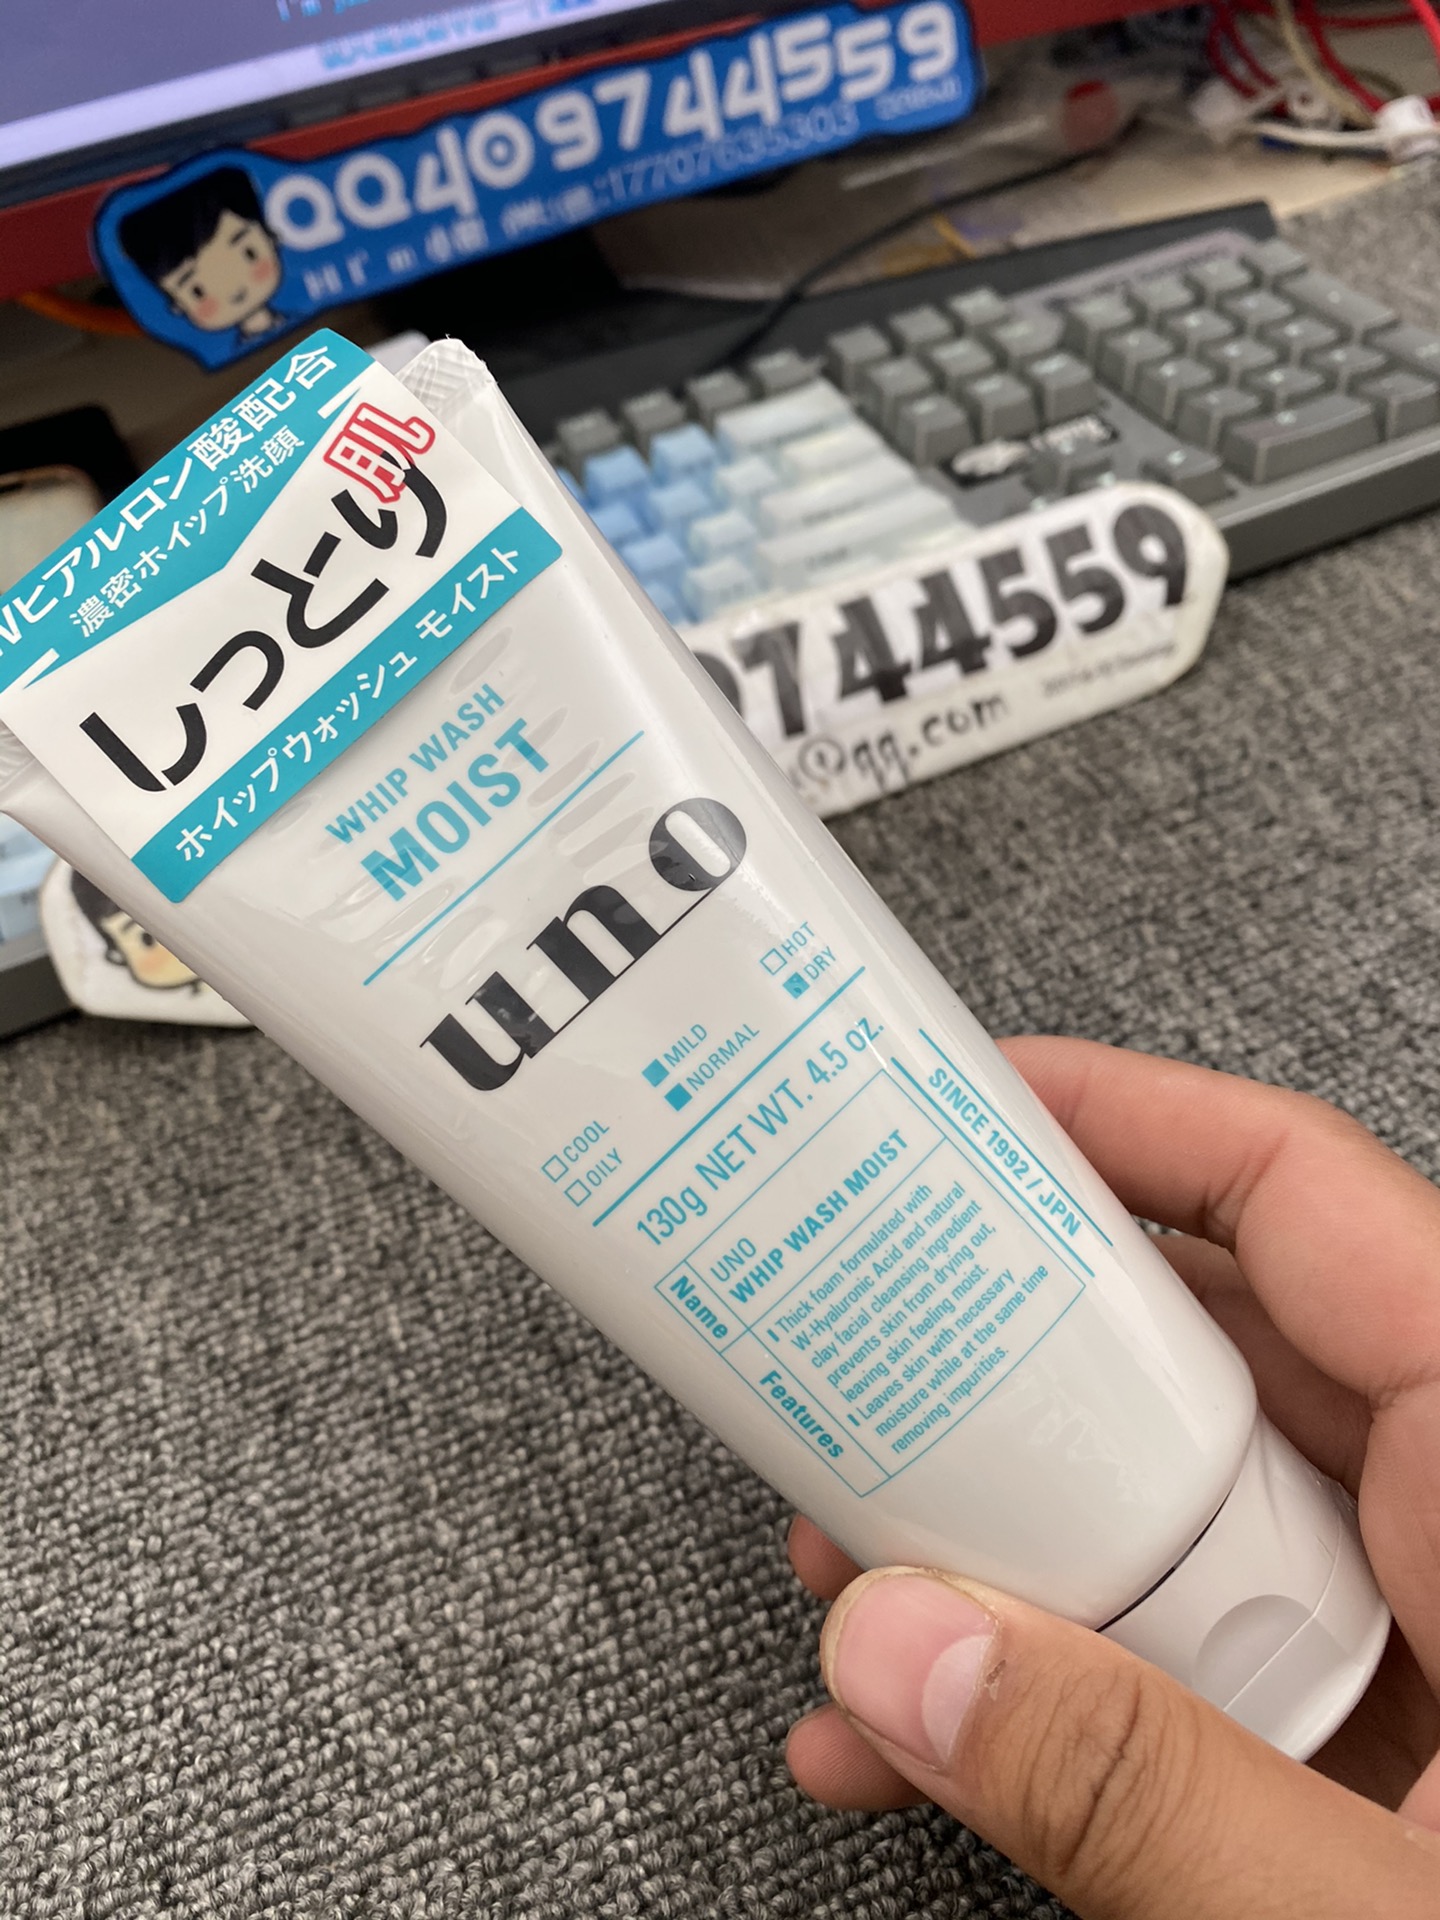 QQ409744559
:17707635303
HI'm
9744559
@qq.com
Wヒアルロン酸配合
濃密ホイップ洗顔
しっとり肌
ホイップウォッシュ モイスト
WHIP WASH
MOIST
uno
HOT
DRY
MILD
NORMAL
COOL
OILY
130g NET WT. 4.5 OZ.
SINCE 1992 / JPN
Name
UNO
WHIP WASH MOIST
Features
Thick foam formulated with
W-Hyaluronic Acid and natural
clay facial cleansing ingredient
prevents skin from drying out,
leaving skin feeling moist.
Leaves skin with necessary
moisture while at the same time
removing impurities.